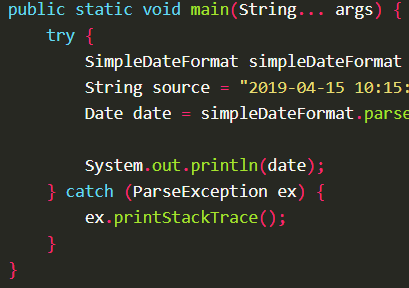 public static void main(String... args) {
try {
SimpleDateFormat simpleDateFormat
String source = "2019-04-15 10:15:
Date date = simpleDateFormat.parse
System.out.println(date);
} catch (ParseException ex) {
ex.printStackTrace();
}
}